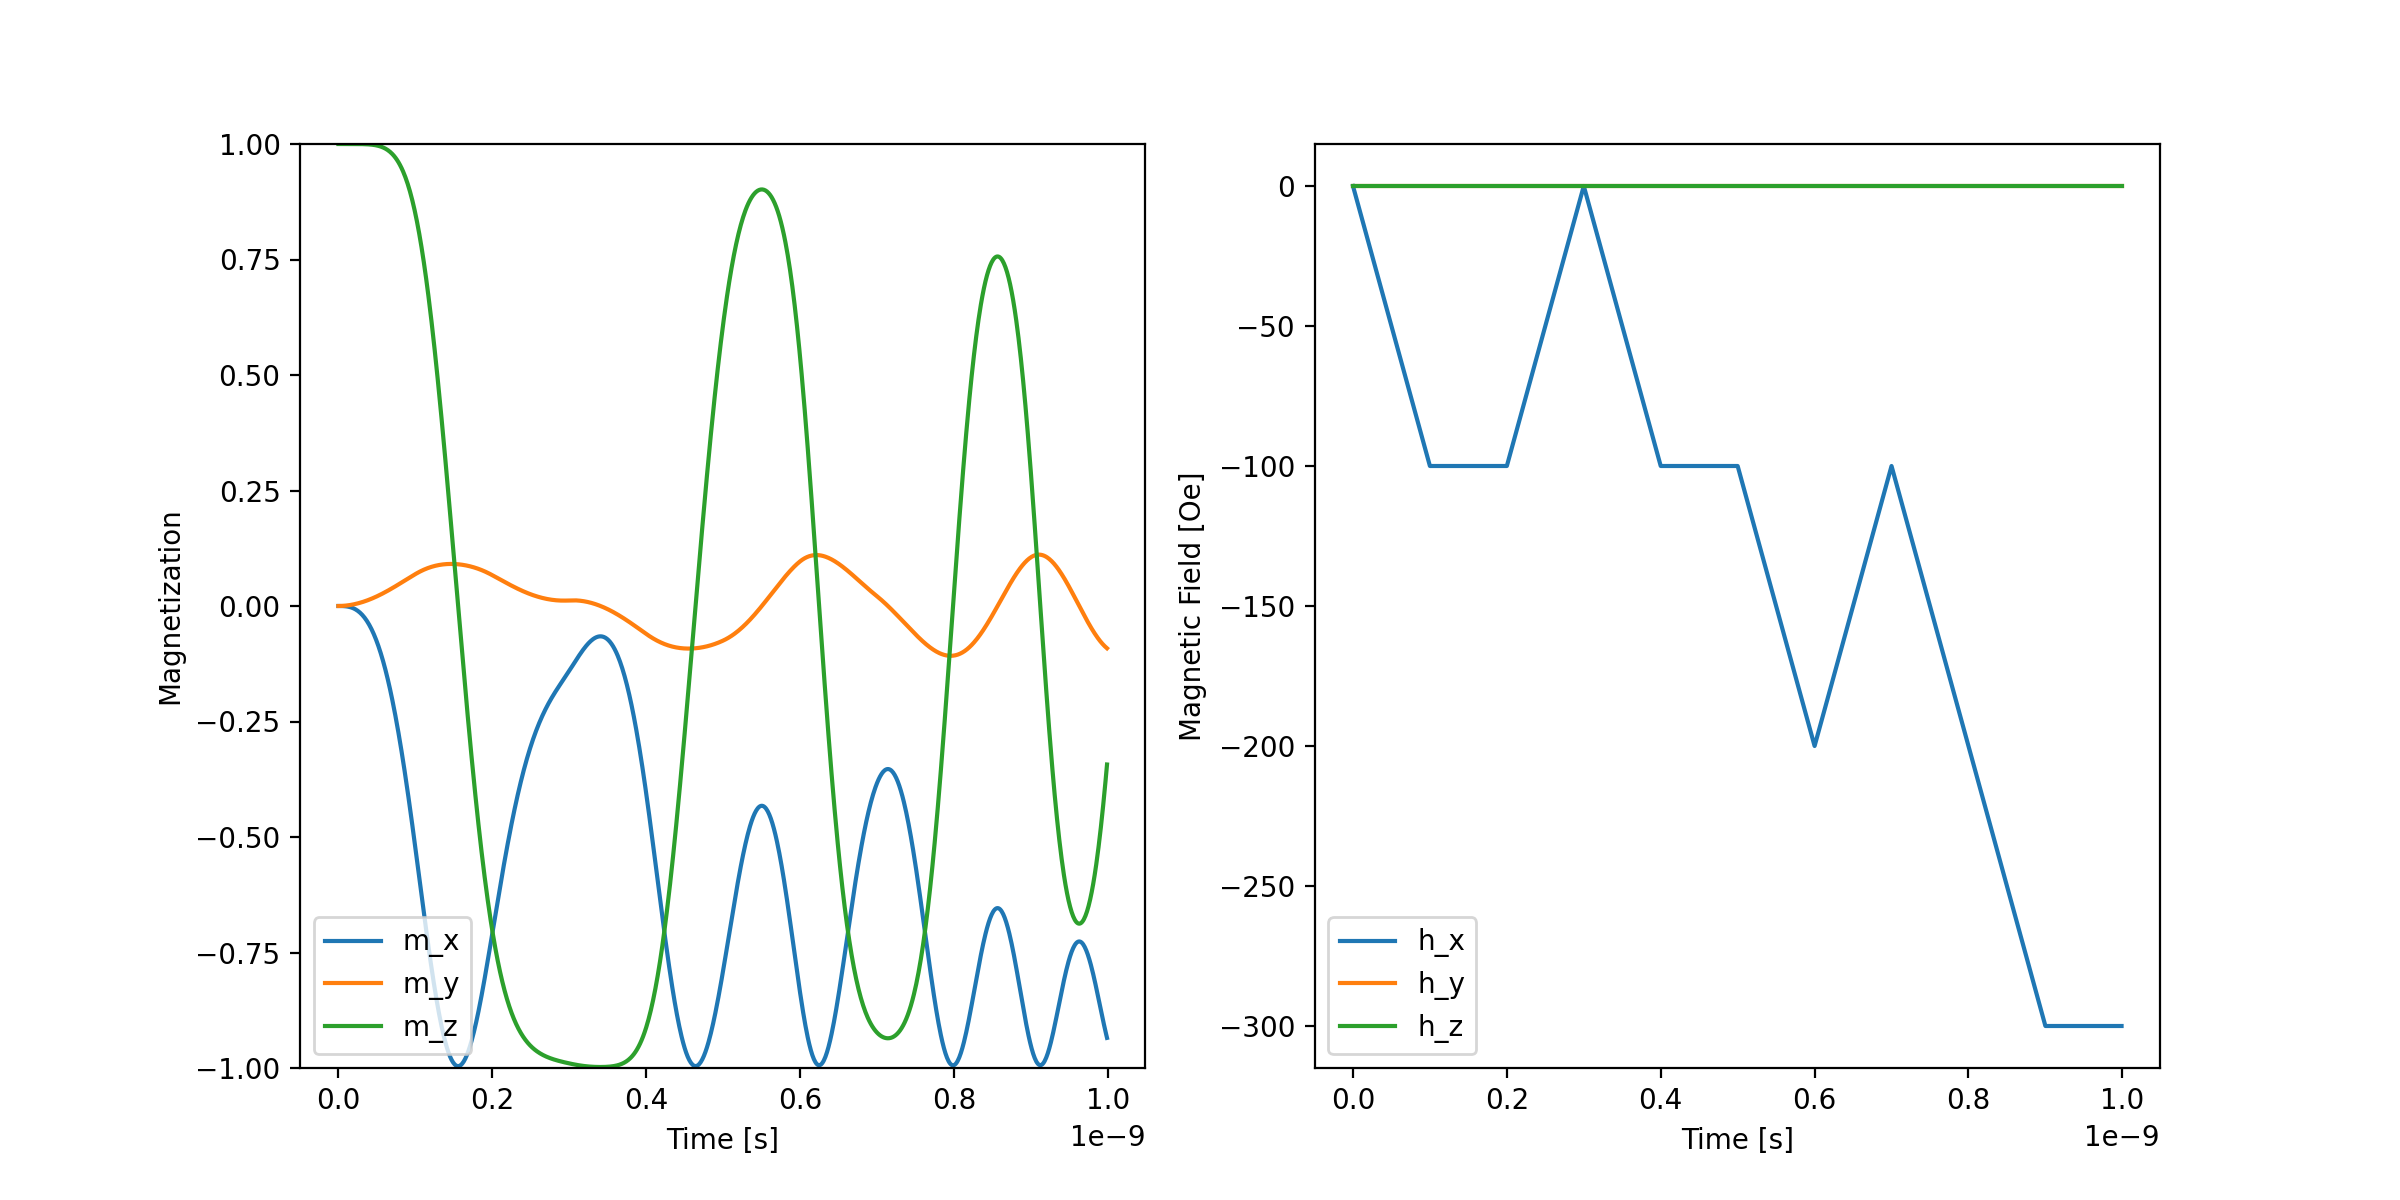 Magnetization
1.00
0.75
0.50
0.25
0.00
−0.25
−0.50
−0.75
−1.00
m_x
m_y
m_z
0.0 0.2 0.4 0.6 0.8 1.0
Time [s]
1e−9
Magnetic Field [Oe]
0
−50
−100
−150
−200
−250
−300
h_x
h_y
h_z
0.0 0.2 0.4 0.6 0.8 1.0
Time [s]
1e−9